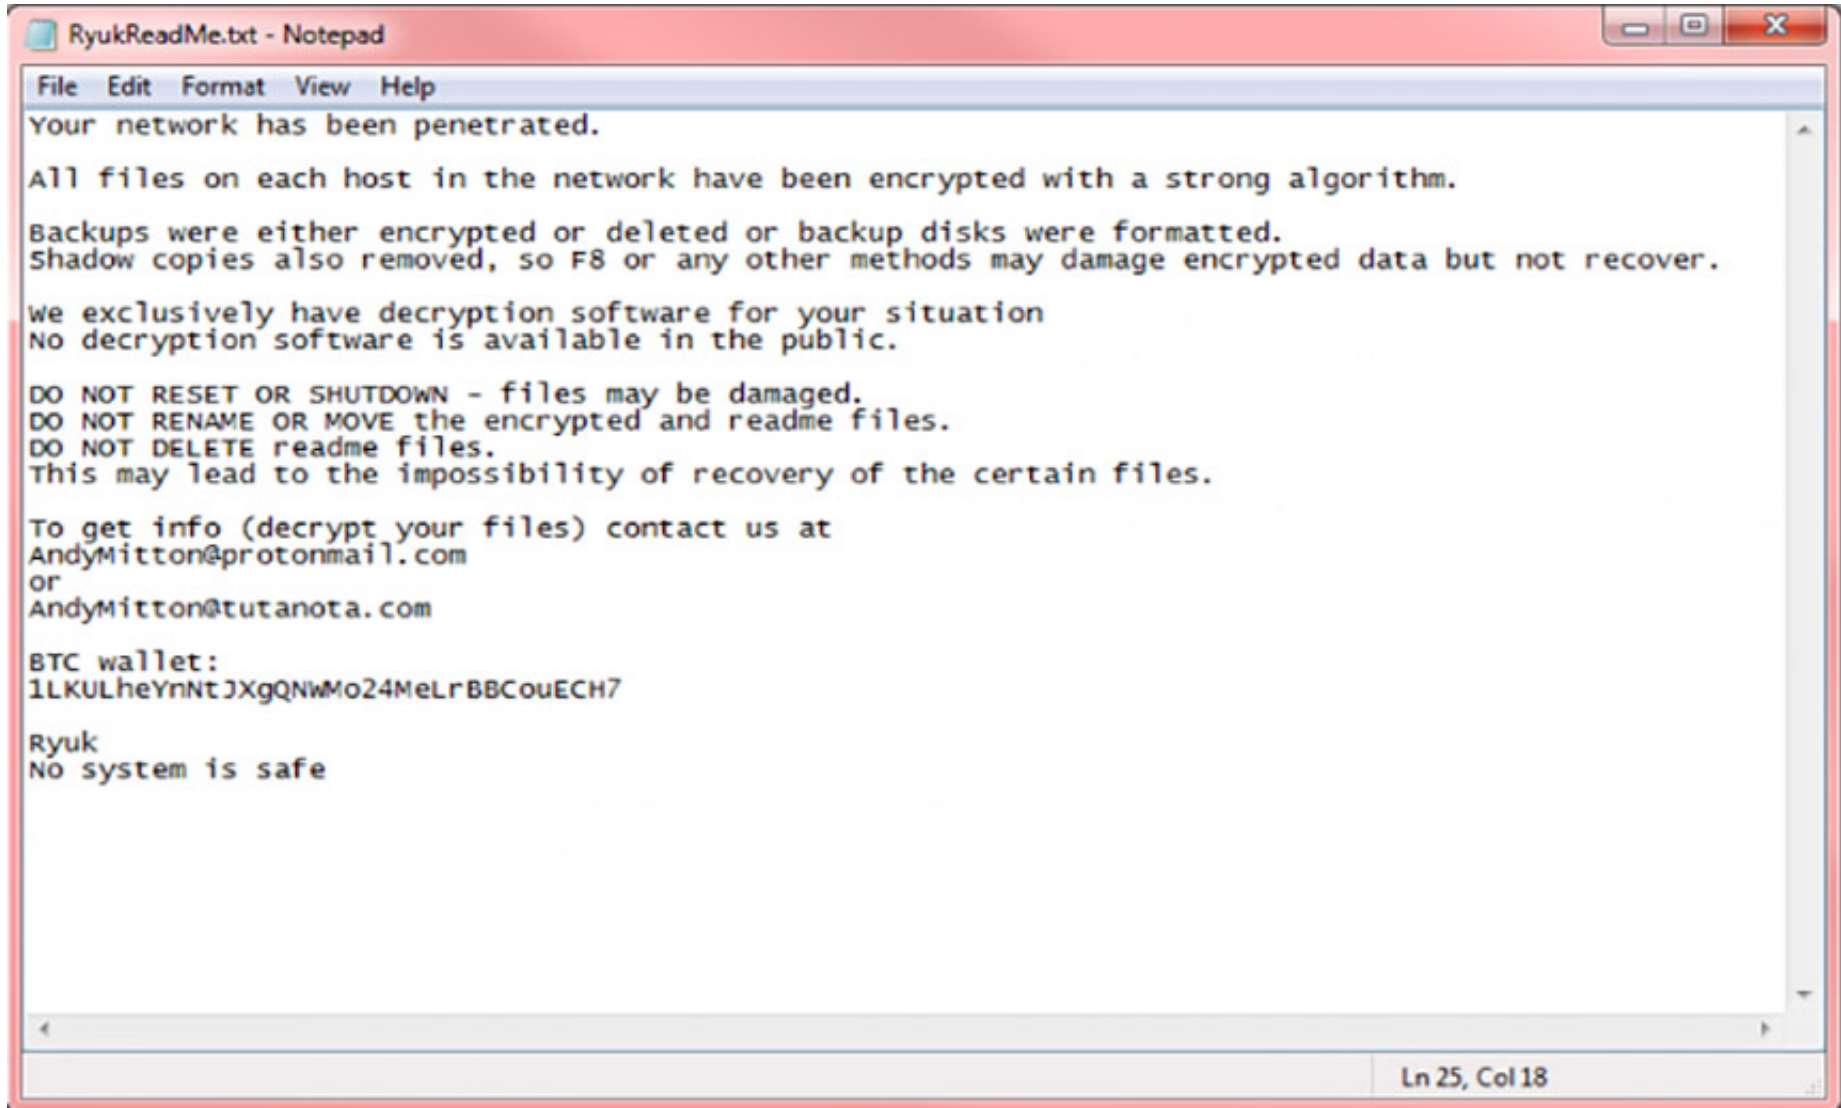 RyukReadMe.txt - Notepad
File Edit Format View Help
Your network has been penetrated.
All files on each host in the network have been encrypted with a strong algorithm.
Backups were either encrypted or deleted or backup disks were formatted.
Shadow copies also removed, so F8 or any other methods may damage encrypted data but not recover.
We exclusively have decryption software for your situation
No decryption software is available in the public.
DO NOT RESET OR SHUTDOWN - files may be damaged.
DO NOT RENAME OR MOVE the encrypted and readme files.
DO NOT DELETE readme files.
This may lead to the impossibility of recovery of the certain files.
To get info (decrypt your files) contact us at
AndyMitton@protonmail.com
or
AndyMitton@tutanota.com
BTC wallet:
1LKULheYnNtJXgQNWMo24MeLrBBCouECH7
Ryuk
No system is safe
Ln 25, Col 18